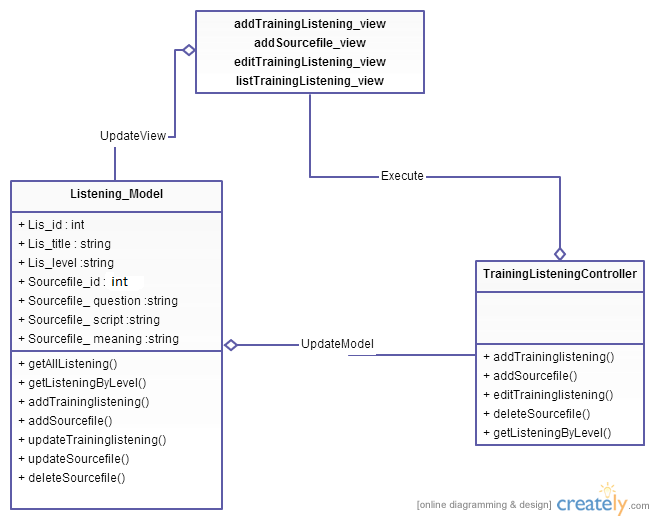 addTrainingListening_view
addSourcefile_view
editTrainingListening_view
listTrainingListening_view
UpdateView
Execute
Listening_Model
+ Lis_id : int
+ Lis_title : string
+ Lis_level :string
+ Sourcefile_id : int
+ Sourcefile_ question :string
+ Sourcefile_ script :string
+ Sourcefile_ meaning :string
+ getAllListening()
+ getListeningByLevel()
+ addTraininglistening()
+ addSourcefile()
+ updateTraininglistening()
+ updateSourcefile()
+ deleteSourcefile()
UpdateModel
TrainingListeningController
+ addTraininglistening()
+ addSourcefile()
+ editTraininglistening()
+ deleteSourcefile()
+ getListeningByLevel()
[online diagramming & design] creately.com